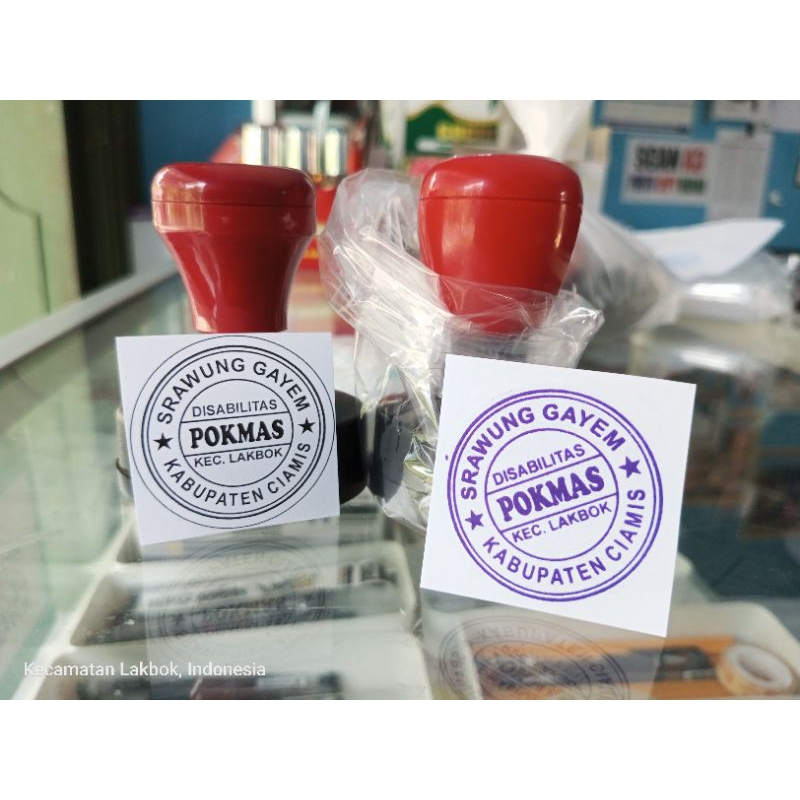 SRAWUNG GAYEM
DISABILITAS
POKMAS
KEC. LAKBOK
KABUPATEN CIAMIS
SRAWUNG GAYEM
DISABILITAS
POKMAS
KEC. LAKBOK
KABUPATEN CIAMIS
Kecamatan Lakbok, Indonesia